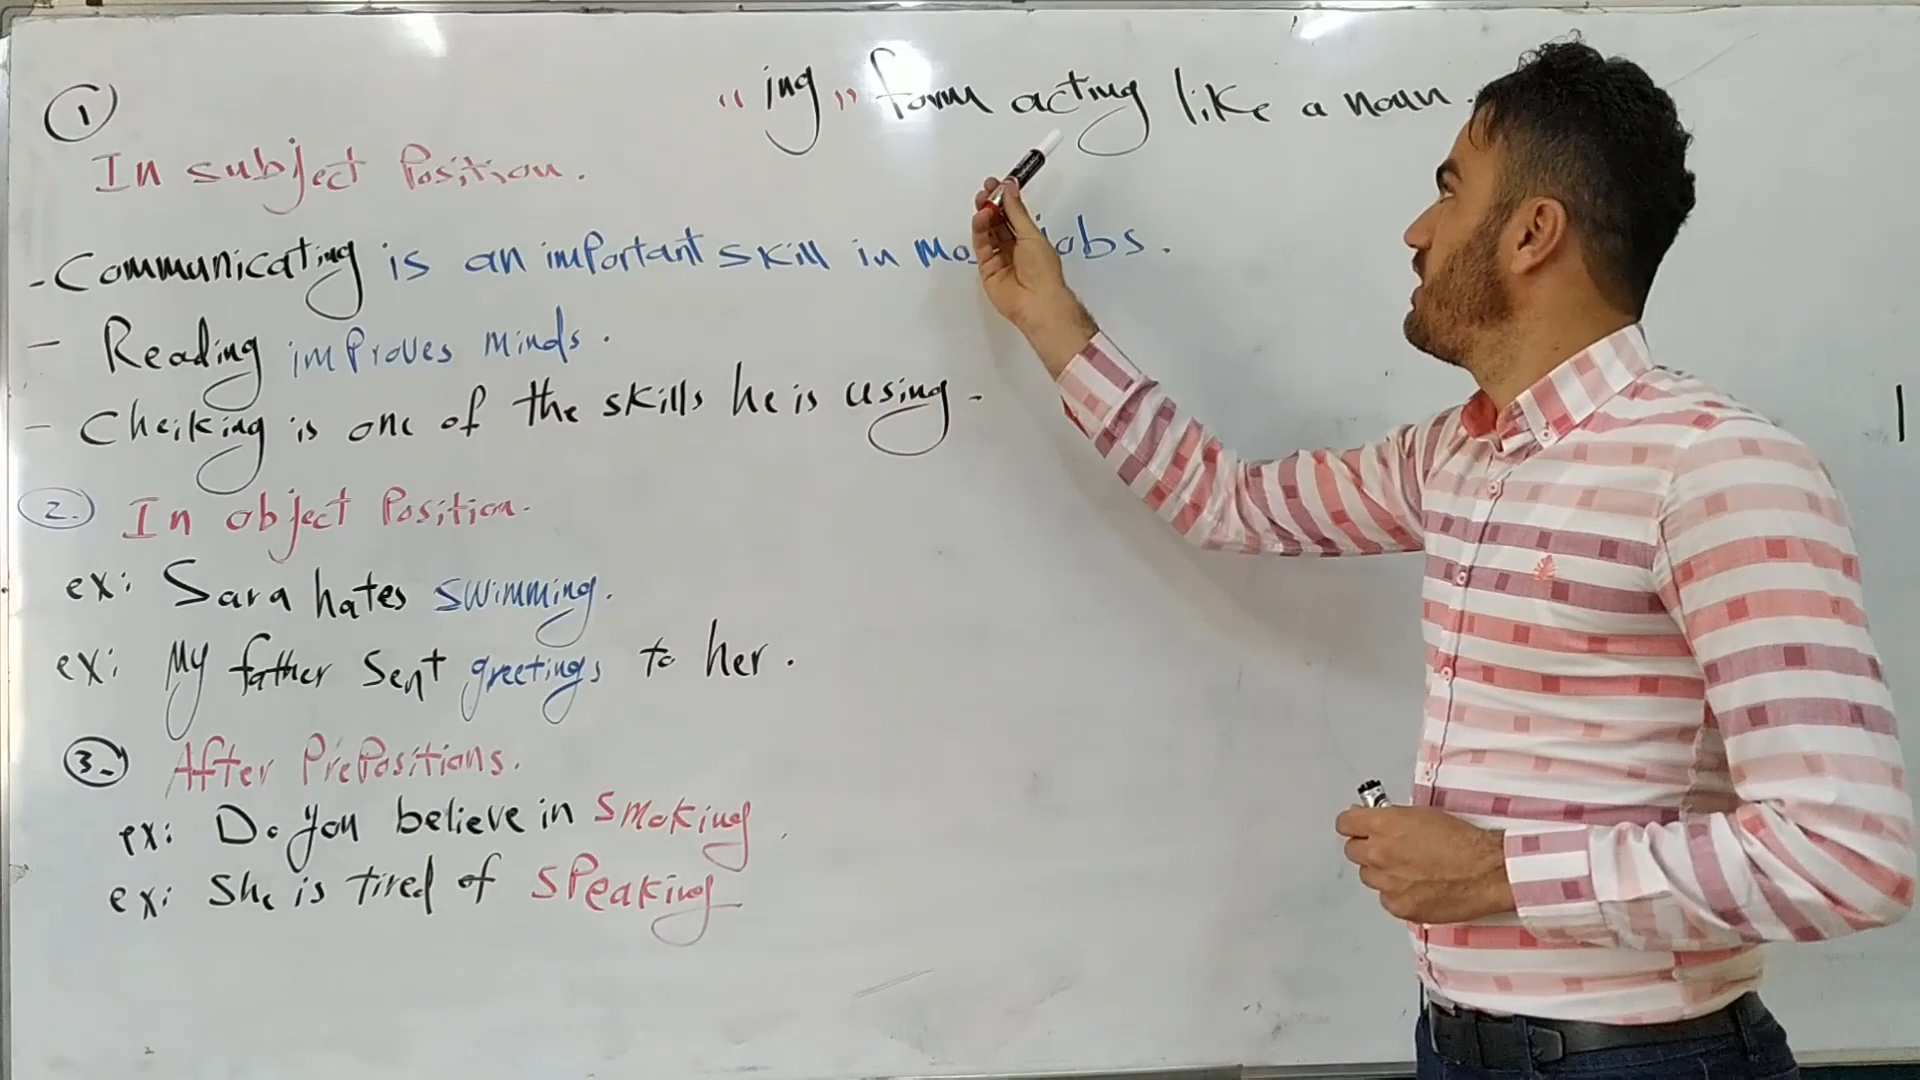 "ing" form acting like a noun.
①
In subject Position.
- Communicating is an important skill in jobs.
- Reading improves minds.
- Cheiking is one of the skills he is using.
2. In object Position.
ex: Sara hates swimming.
ex: My father sent greetings to her.
3. After Prepositions.
ex: Do you believe in smoking
ex: She is tired of speaking